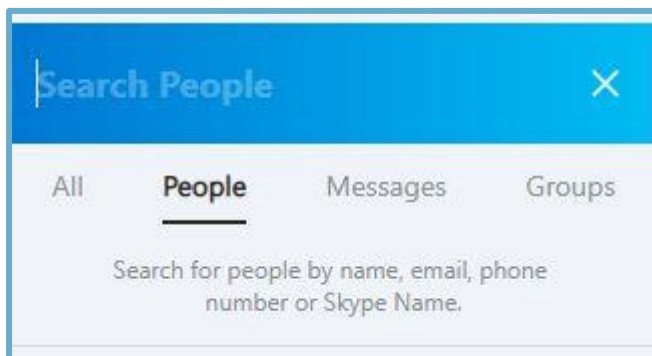 Search People
All People Messages Groups
Search for people by name, email, phone
number or Skype Name.